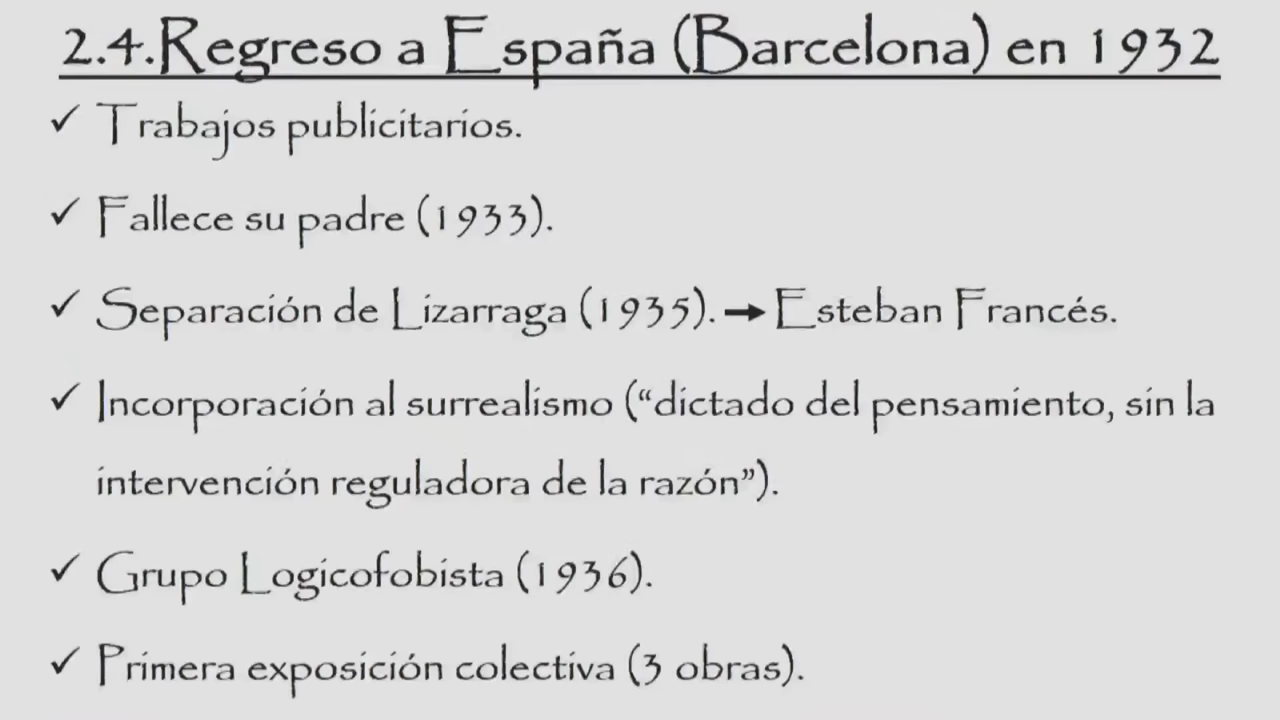 2.4.Regreso a España (Barcelona) en 1932
✓ Trabajos publicitarios.
✓ Fallece su padre (1933).
✓ Separación de Lizarraga (1935). → Esteban Francés.
✓ Incorporación al surrealismo (“dictado del pensamiento, sin la
intervención reguladora de la razón”).
✓ Grupo Logicofobista (1936).
✓ Primera exposición colectiva (3 obras).